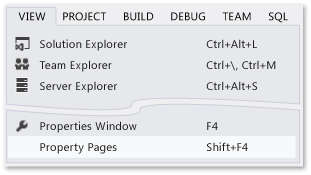 VIEW PROJECT BUILD DEBUG TEAM SQL
Solution Explorer Ctrl+Alt+L
Team Explorer Ctrl+\, Ctrl+M
Server Explorer Ctrl+Alt+S
Properties Window F4
Property Pages Shift+F4